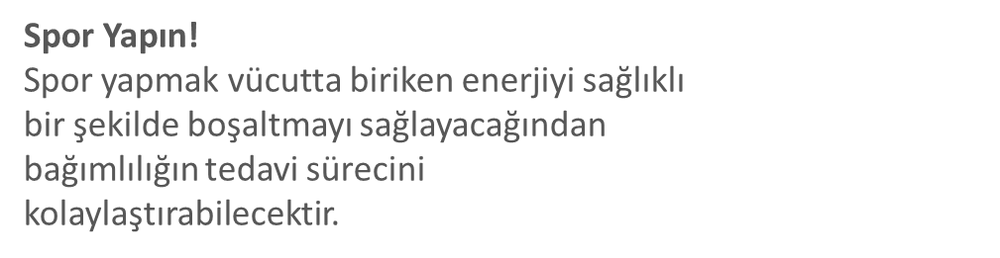 Spor Yapın!
Spor yapmak vücutta biriken enerjiyi sağlıklı
bir şekilde boşaltmayı sağlayacağından
bağımlılığın tedavi sürecini
kolaylaştırabilecektir.